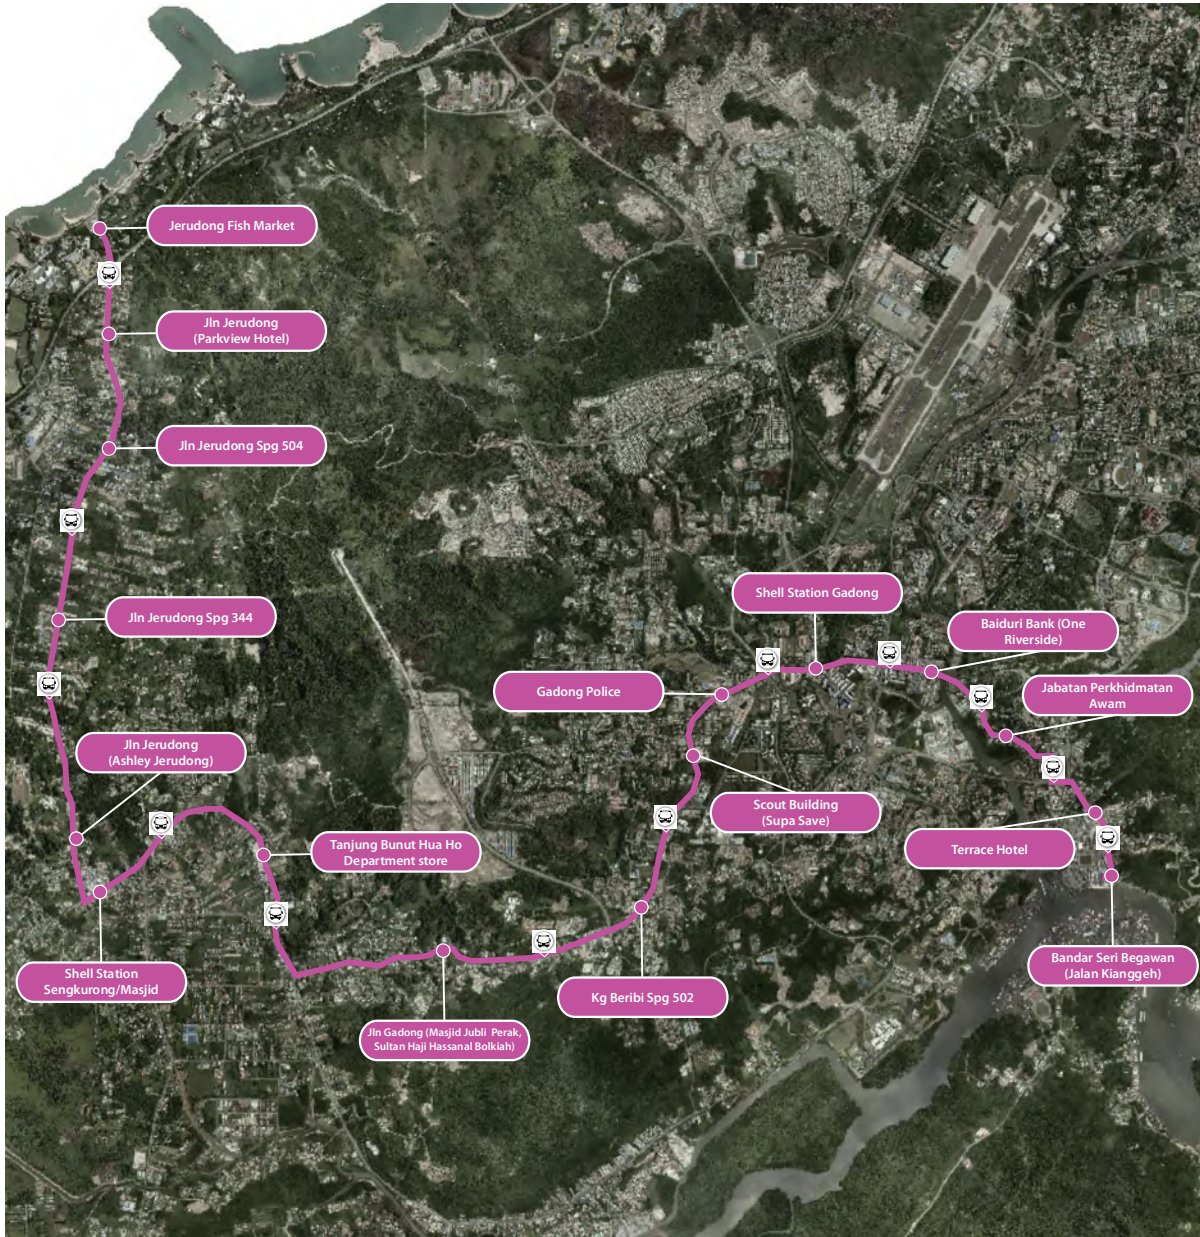 Jerudong Fish Market
Jln Jerudong
(Parkview Hotel)
Jln Jerudong Spg 504
Jln Jerudong Spg 344
Jln Jerudong
(Ashley Jerudong)
Shell Station
Sengkurong/Masjid
Tanjung Bunut Hua Ho
Department store
Jln Gadong (Masjid Jubli Perak,
Sultan Haji Hassanal Bolkiah)
Kg Beribi Spg 502
Scout Building
(Supa Save)
Gadong Police
Shell Station Gadong
Baiduri Bank (One
Riverside)
Jabatan Perkhidmatan
Awam
Terrace Hotel
Bandar Seri Begawan
(Jalan Kianggeh)